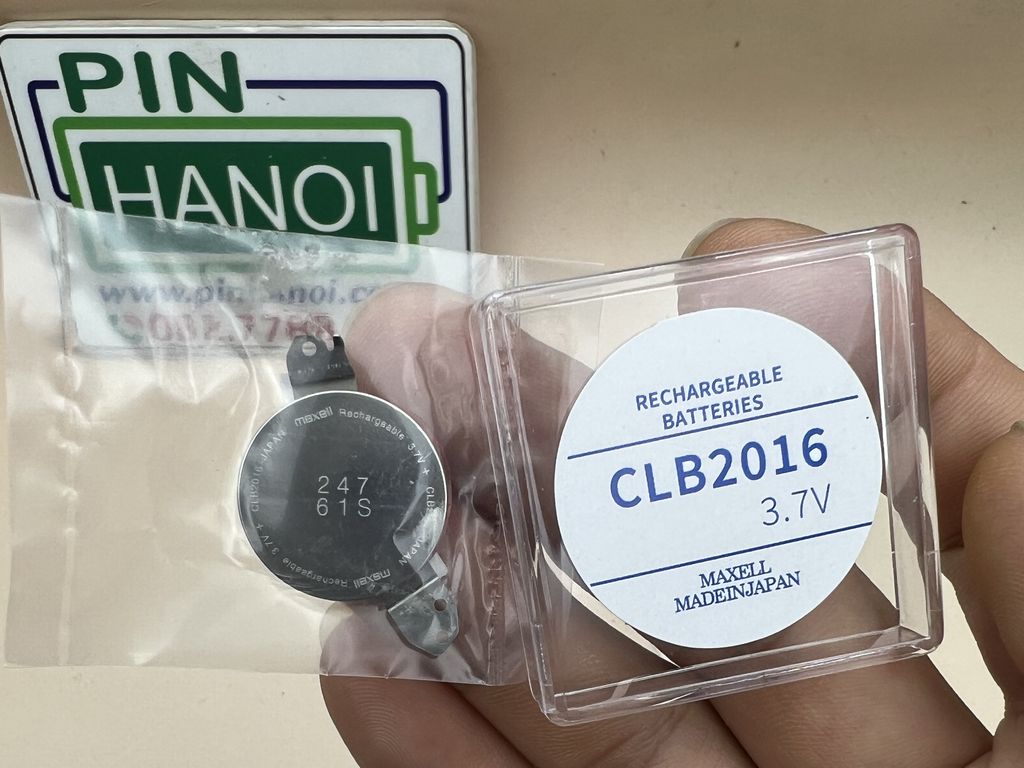 PIN
HANOI
maxell Rechargeable 3.7V +
CLB2016 JAPAN
maxell Rechargeable 3.7V +
247
61S
RECHARGEABLE
BATTERIES
CLB2016
3.7V
MAXELL
MADEINJAPAN